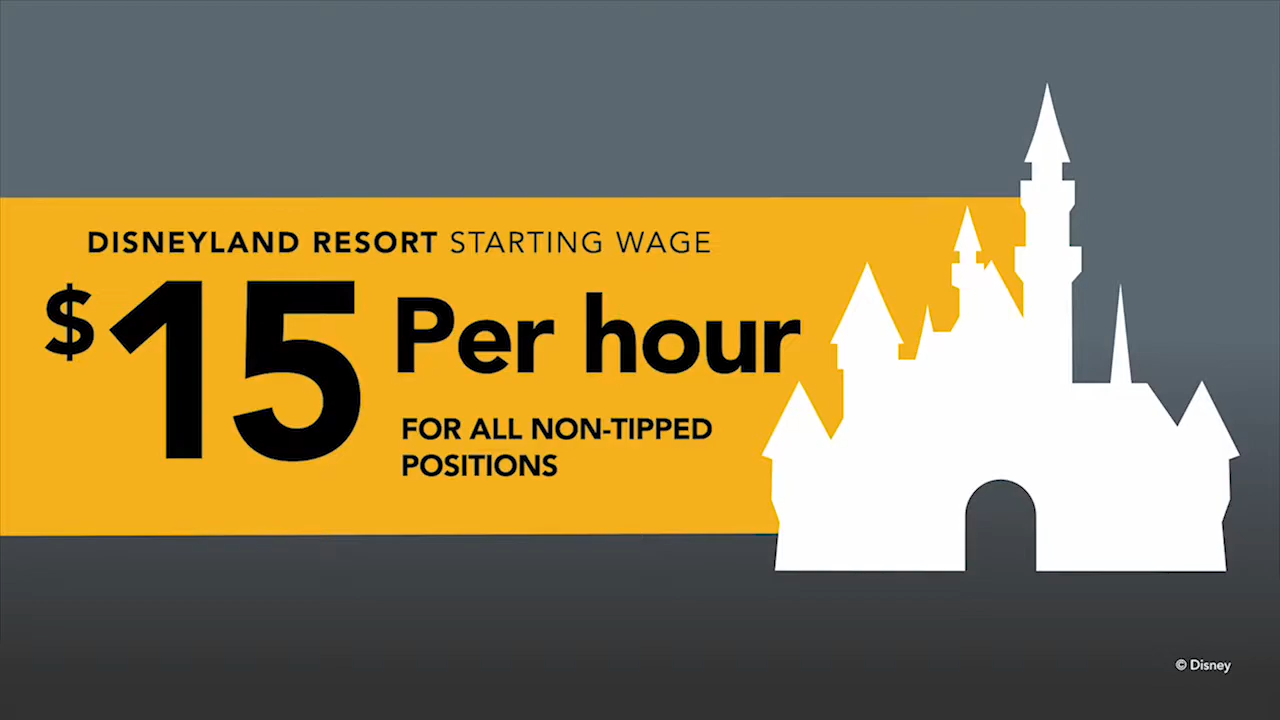 DISNEYLAND RESORT STARTING WAGE
$15 Per hour
FOR ALL NON-TIPPED
POSITIONS
© Disney